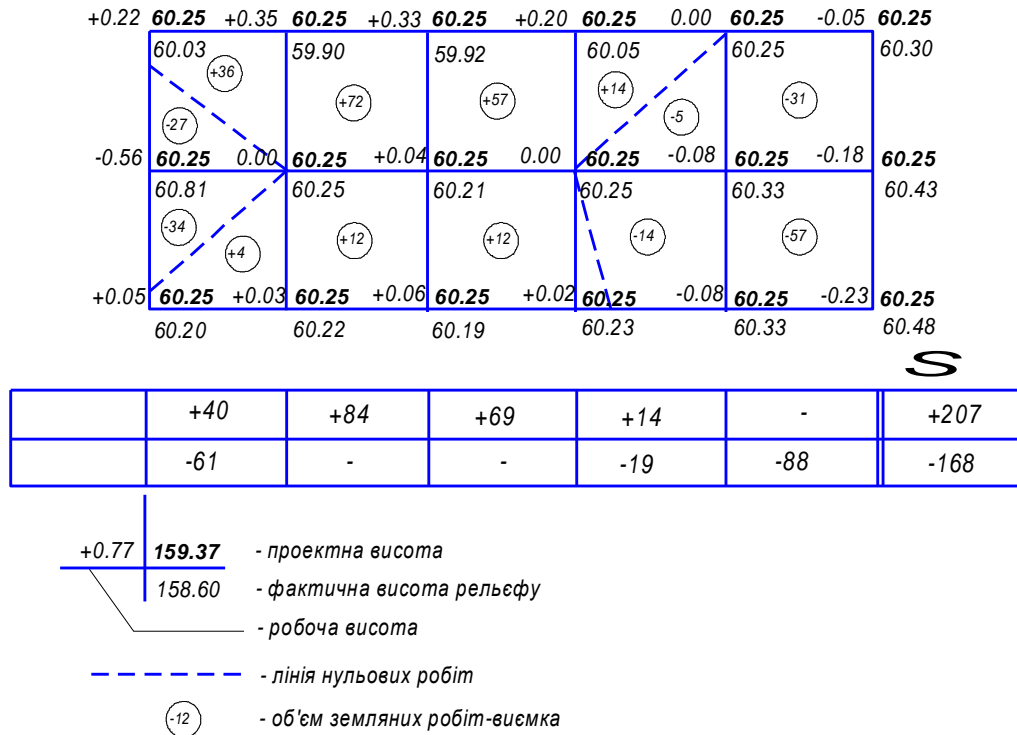 +0.22 60.25 +0.35 60.25 +0.33 60.25 +0.20 60.25 0.00 60.25 -0.05 60.25
60.03 59.90 59.92 60.05 60.25 60.30
+36 +72 +57 +14 -31
-27 -5
-0.56 60.25 0.00 60.25 +0.04 60.25 0.00 60.25 -0.08 60.25 -0.18 60.25
60.81 60.25 60.21 60.25 60.33 60.43
-34 +4 +12 +12 -14 -57
+0.05 60.25 +0.03 60.25 +0.06 60.25 +0.02 60.25 -0.08 60.25 -0.23 60.25
60.20 60.22 60.19 60.23 60.33 60.48
S
+40 +84 +69 +14 - +207
-61 - - -19 -88 -168
+0.77 159.37 - проектна висота
158.60 - фактична висота рельєфу
- робоча висота
- лінія нульових робіт
-12 - об'єм земляних робіт-виємка